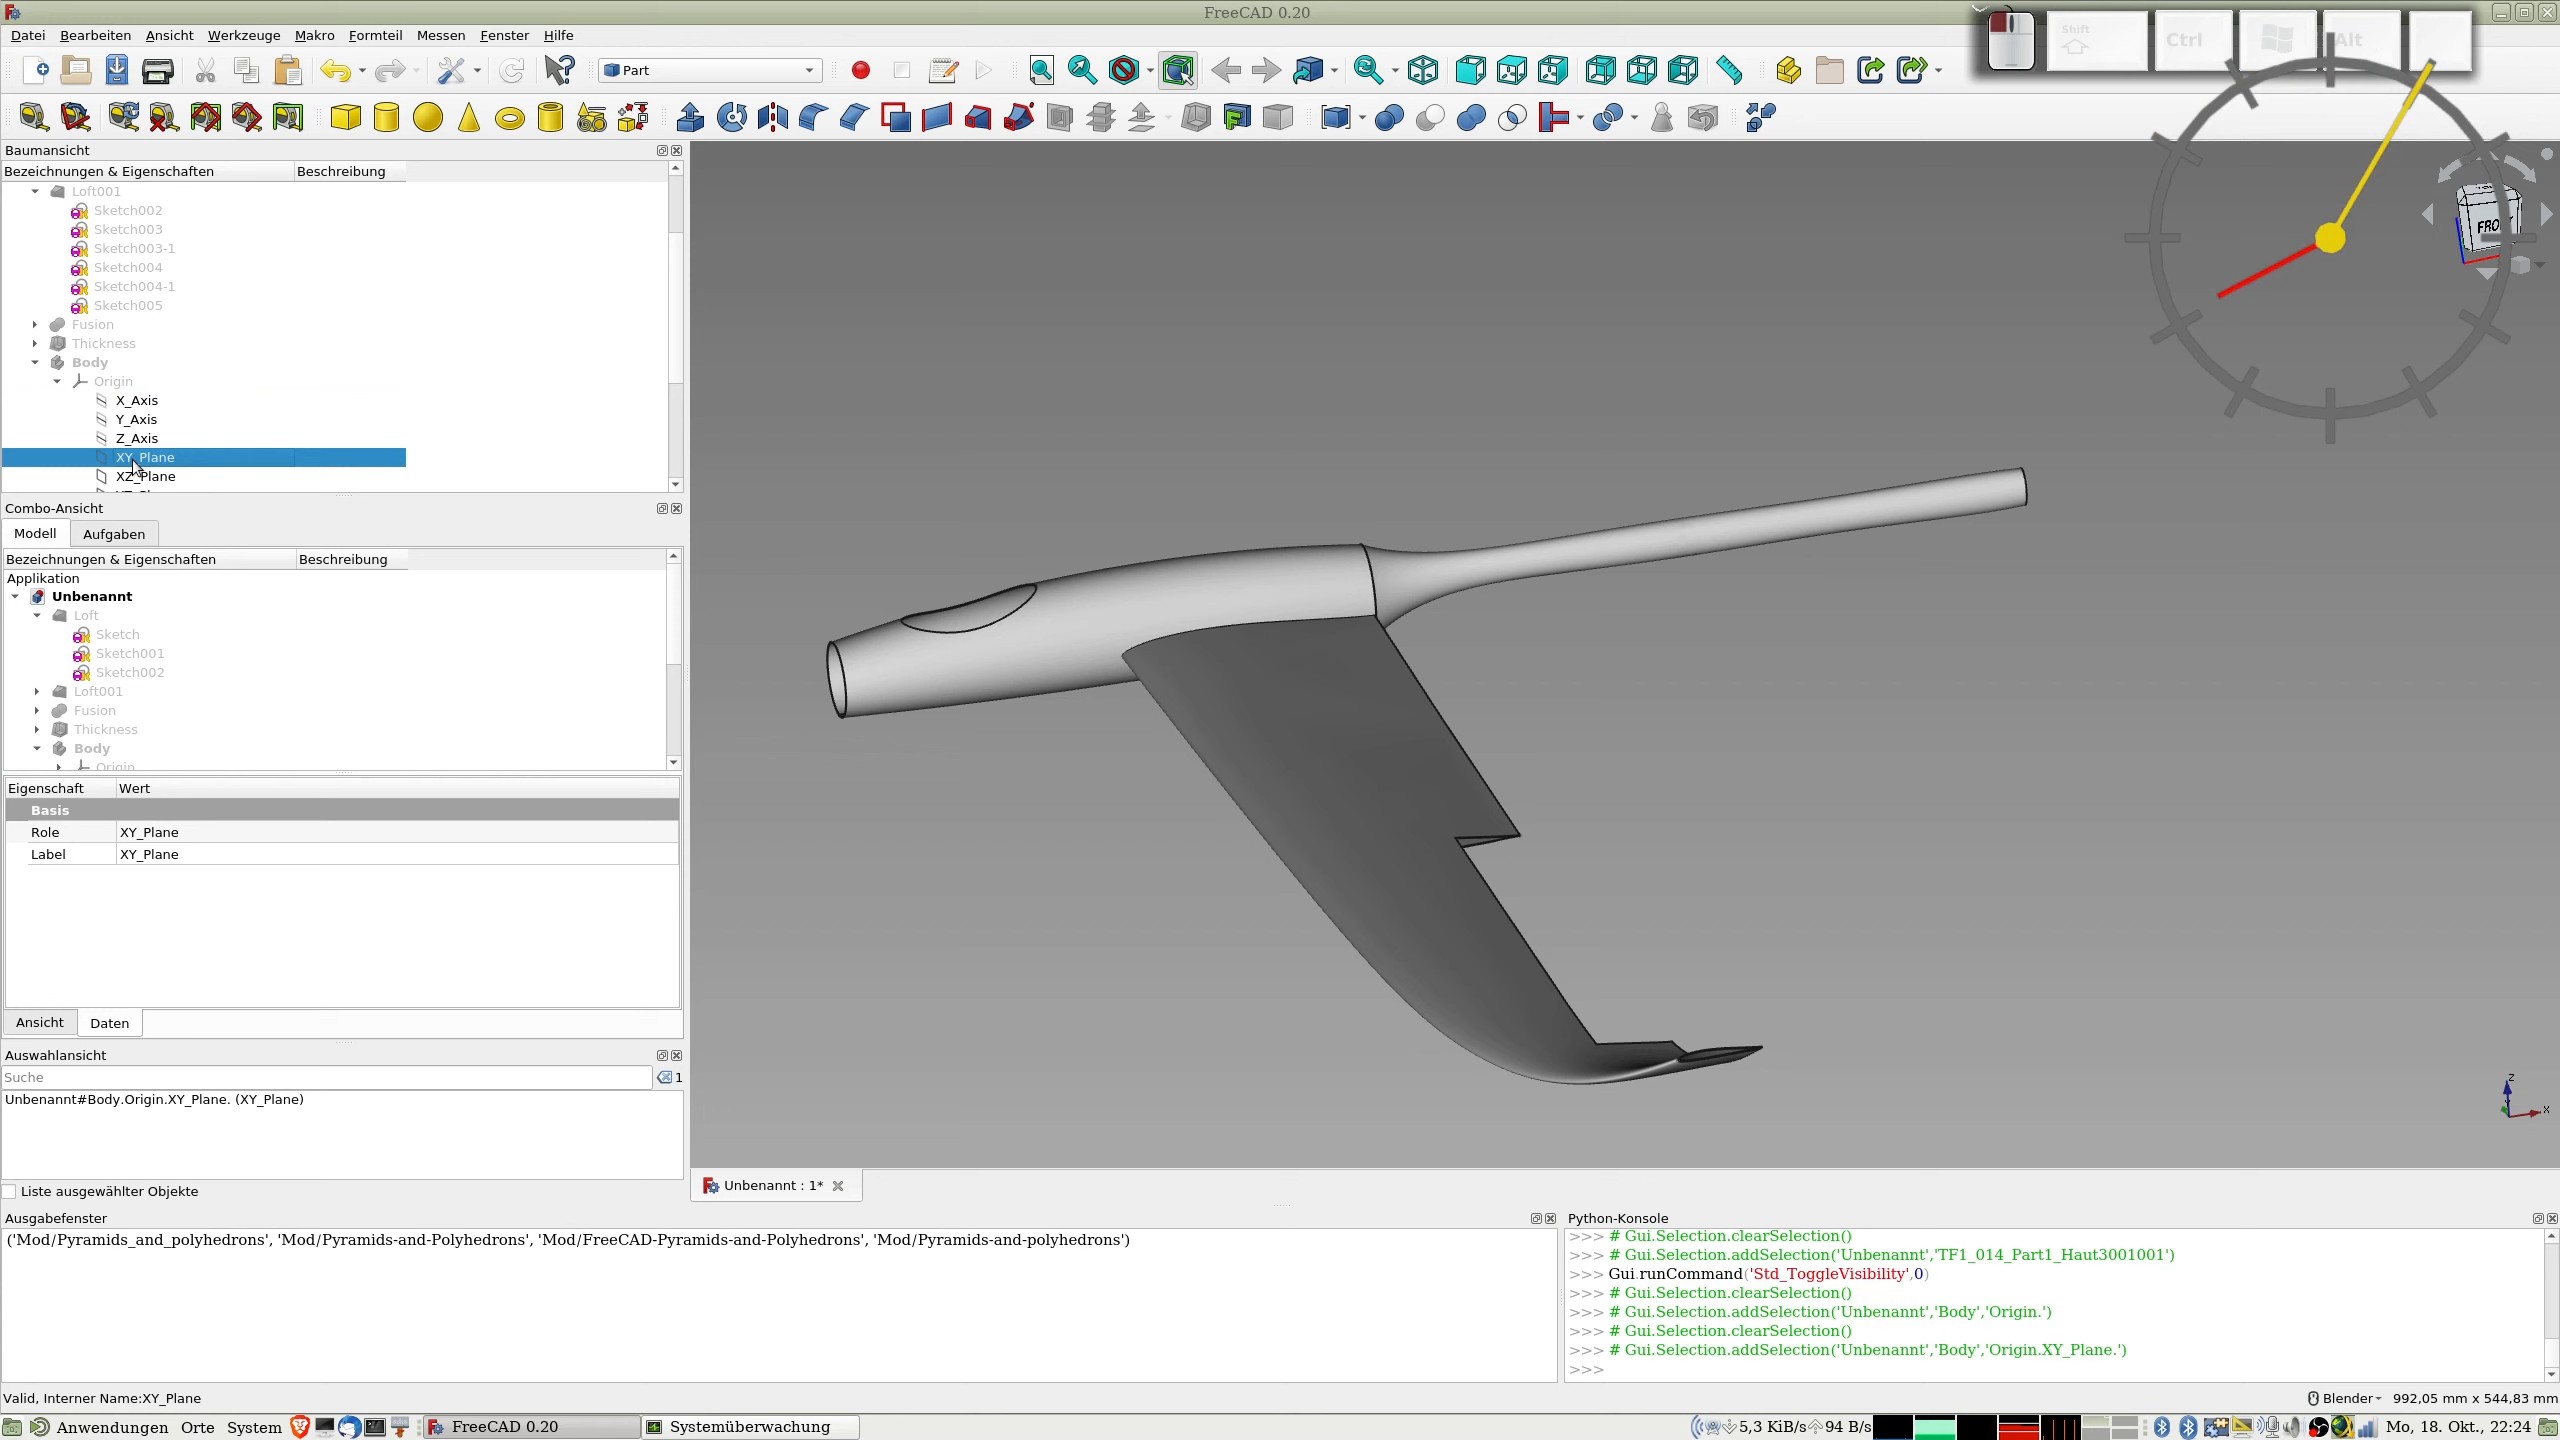 FreeCAD 0.20
Shift
Ctrl
Alt
Datei Bearbeiten Ansicht Werkzeuge Makro Formteil Messen Fenster Hilfe
Part
Baumansicht
Bezeichnungen & Eigenschaften Beschreibung
Loft001
Sketch002
Sketch003
Sketch003-1
Sketch004
Sketch004-1
Sketch005
Fusion
Thickness
Body
Origin
X_Axis
Y_Axis
Z_Axis
XY_Plane
XZ_Plane
Combo-Ansicht
Modell Aufgaben
Bezeichnungen & Eigenschaften Beschreibung
Applikation
Unbenannt
Loft
Sketch
Sketch001
Sketch002
Loft001
Fusion
Thickness
Body
Origin
Eigenschaft Wert
Basis
Role XY_Plane
Label XY_Plane
Ansicht Daten
Auswahlansicht
Suche
1
Unbenannt#Body.Origin.XY_Plane. (XY_Plane)
Liste ausgewählter Objekte
z
x
Unbenannt : 1*
Ausgabefenster
('Mod/Pyramids_and_polyhedrons', 'Mod/Pyramids-and-Polyhedrons', 'Mod/FreeCAD-Pyramids-and-Polyhedrons', 'Mod/Pyramids-and-polyhedrons')
Python-Konsole
>>> # Gui.Selection.clearSelection()
>>> # Gui.Selection.addSelection('Unbenannt','TF1_014_Part1_Haut3001001')
>>> Gui.runCommand('Std_ToggleVisibility',0)
>>> # Gui.Selection.clearSelection()
>>> # Gui.Selection.addSelection('Unbenannt','Body','Origin.')
>>> # Gui.Selection.clearSelection()
>>> # Gui.Selection.addSelection('Unbenannt','Body','Origin.XY_Plane.')
>>>
Valid, Interner Name:XY_Plane
Blender 992,05 mm x 544,83 mm
Anwendungen Orte System FreeCAD 0.20 Systemüberwachung 5,3 KiB/s 94 B/s Mo, 18. Okt., 22:24